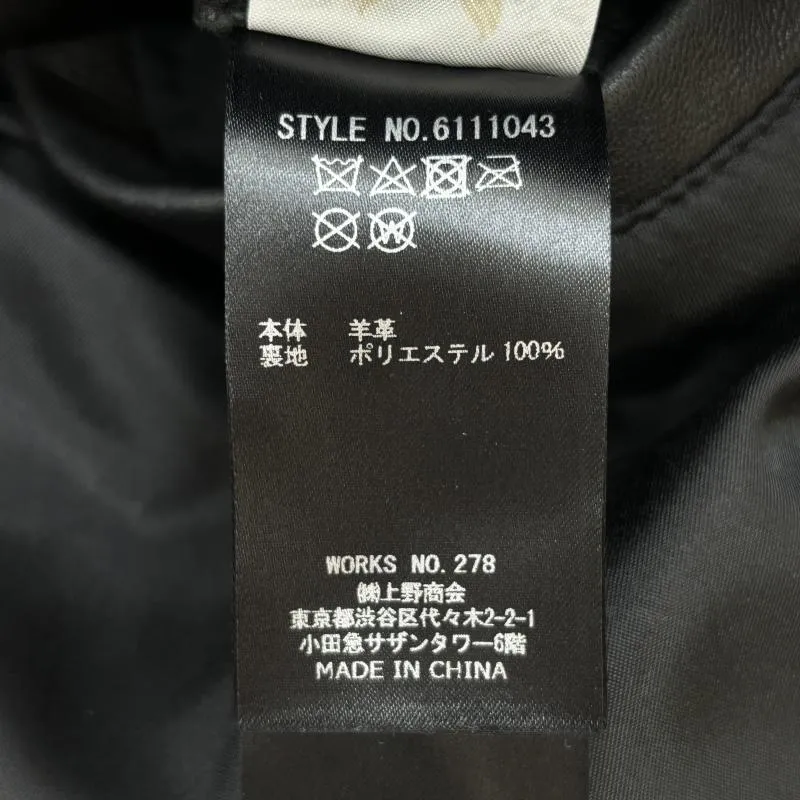 STYLE NO.6111043
W
本体 羊革
裏地 ポリエステル 100%
WORKS NO. 278
㈱上野商会
東京都渋谷区代々木2-2-1
小田急サザンタワー6階
MADE IN CHINA